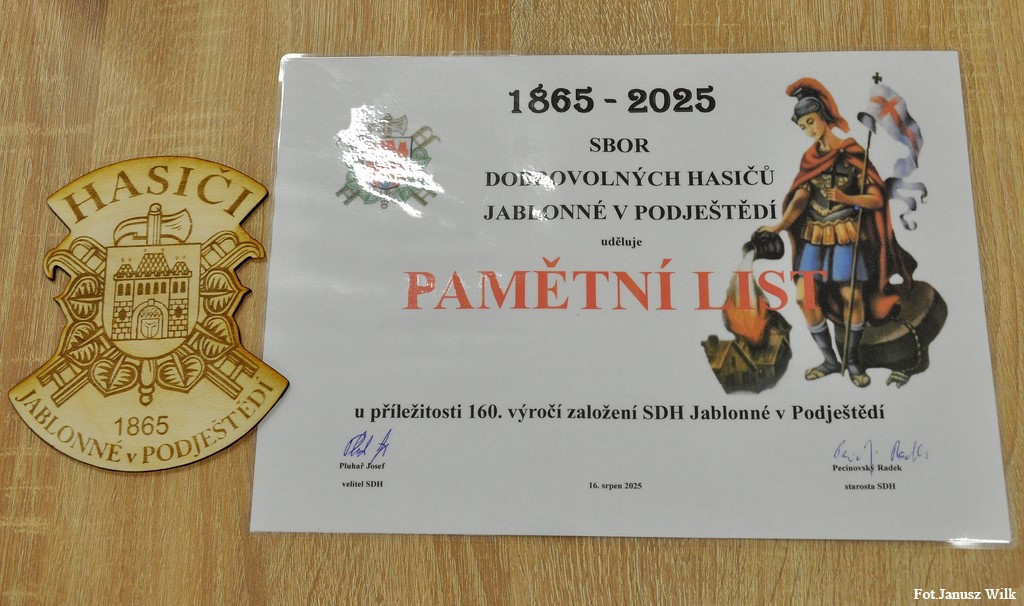 HASIČI
1865
JABLONNÉ v PODJEŠTĚDÍ
1865 - 2025
SBOR
DOBROVOLNÝCH HASIČŮ
JABLONNÉ V PODJEŠTĚDÍ
uděluje
PAMĚTNÍ LIST
u příležitosti 160. výročí založení SDH Jablonné v Podještědí
Pluhař Josef
velitel SDH
16. srpen 2025
Pecinovský Radek
starosta SDH
Fot.Janusz Wilk